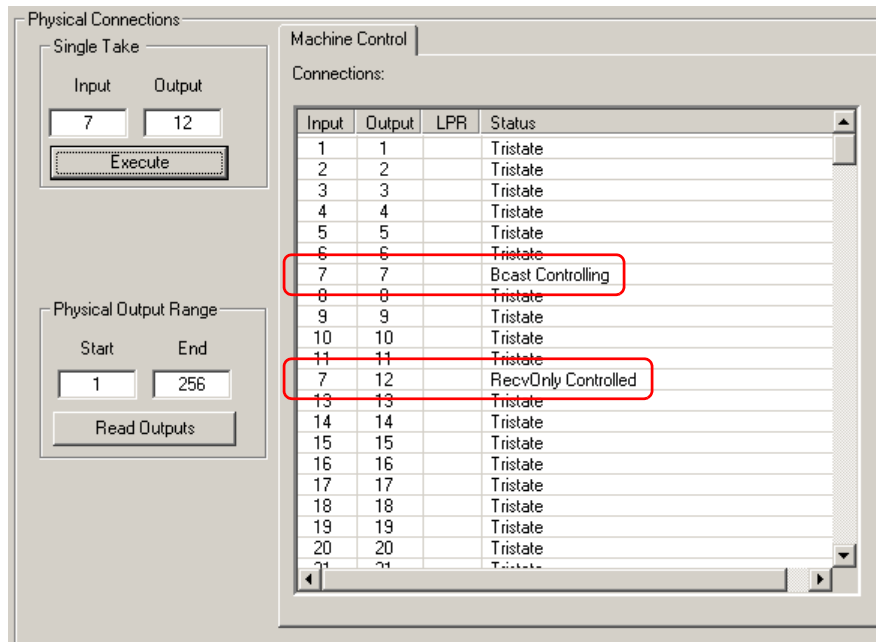 Physical Connections
Single Take
Input Output
7 12
Execute
Physical Output Range
Start End
1 256
Read Outputs
Machine Control
Connections:
Input Output LPR Status
1 1 Tristate
2 2 Tristate
3 3 Tristate
4 4 Tristate
5 5 Tristate
6 6 Tristate
7 7 Bcast Controlling
8 8 Tristate
9 9 Tristate
10 10 Tristate
11 11 Tristate
7 12 RecvOnly Controlled
13 13 Tristate
14 14 Tristate
15 15 Tristate
16 16 Tristate
17 17 Tristate
18 18 Tristate
19 19 Tristate
20 20 Tristate
21 21 Tristate